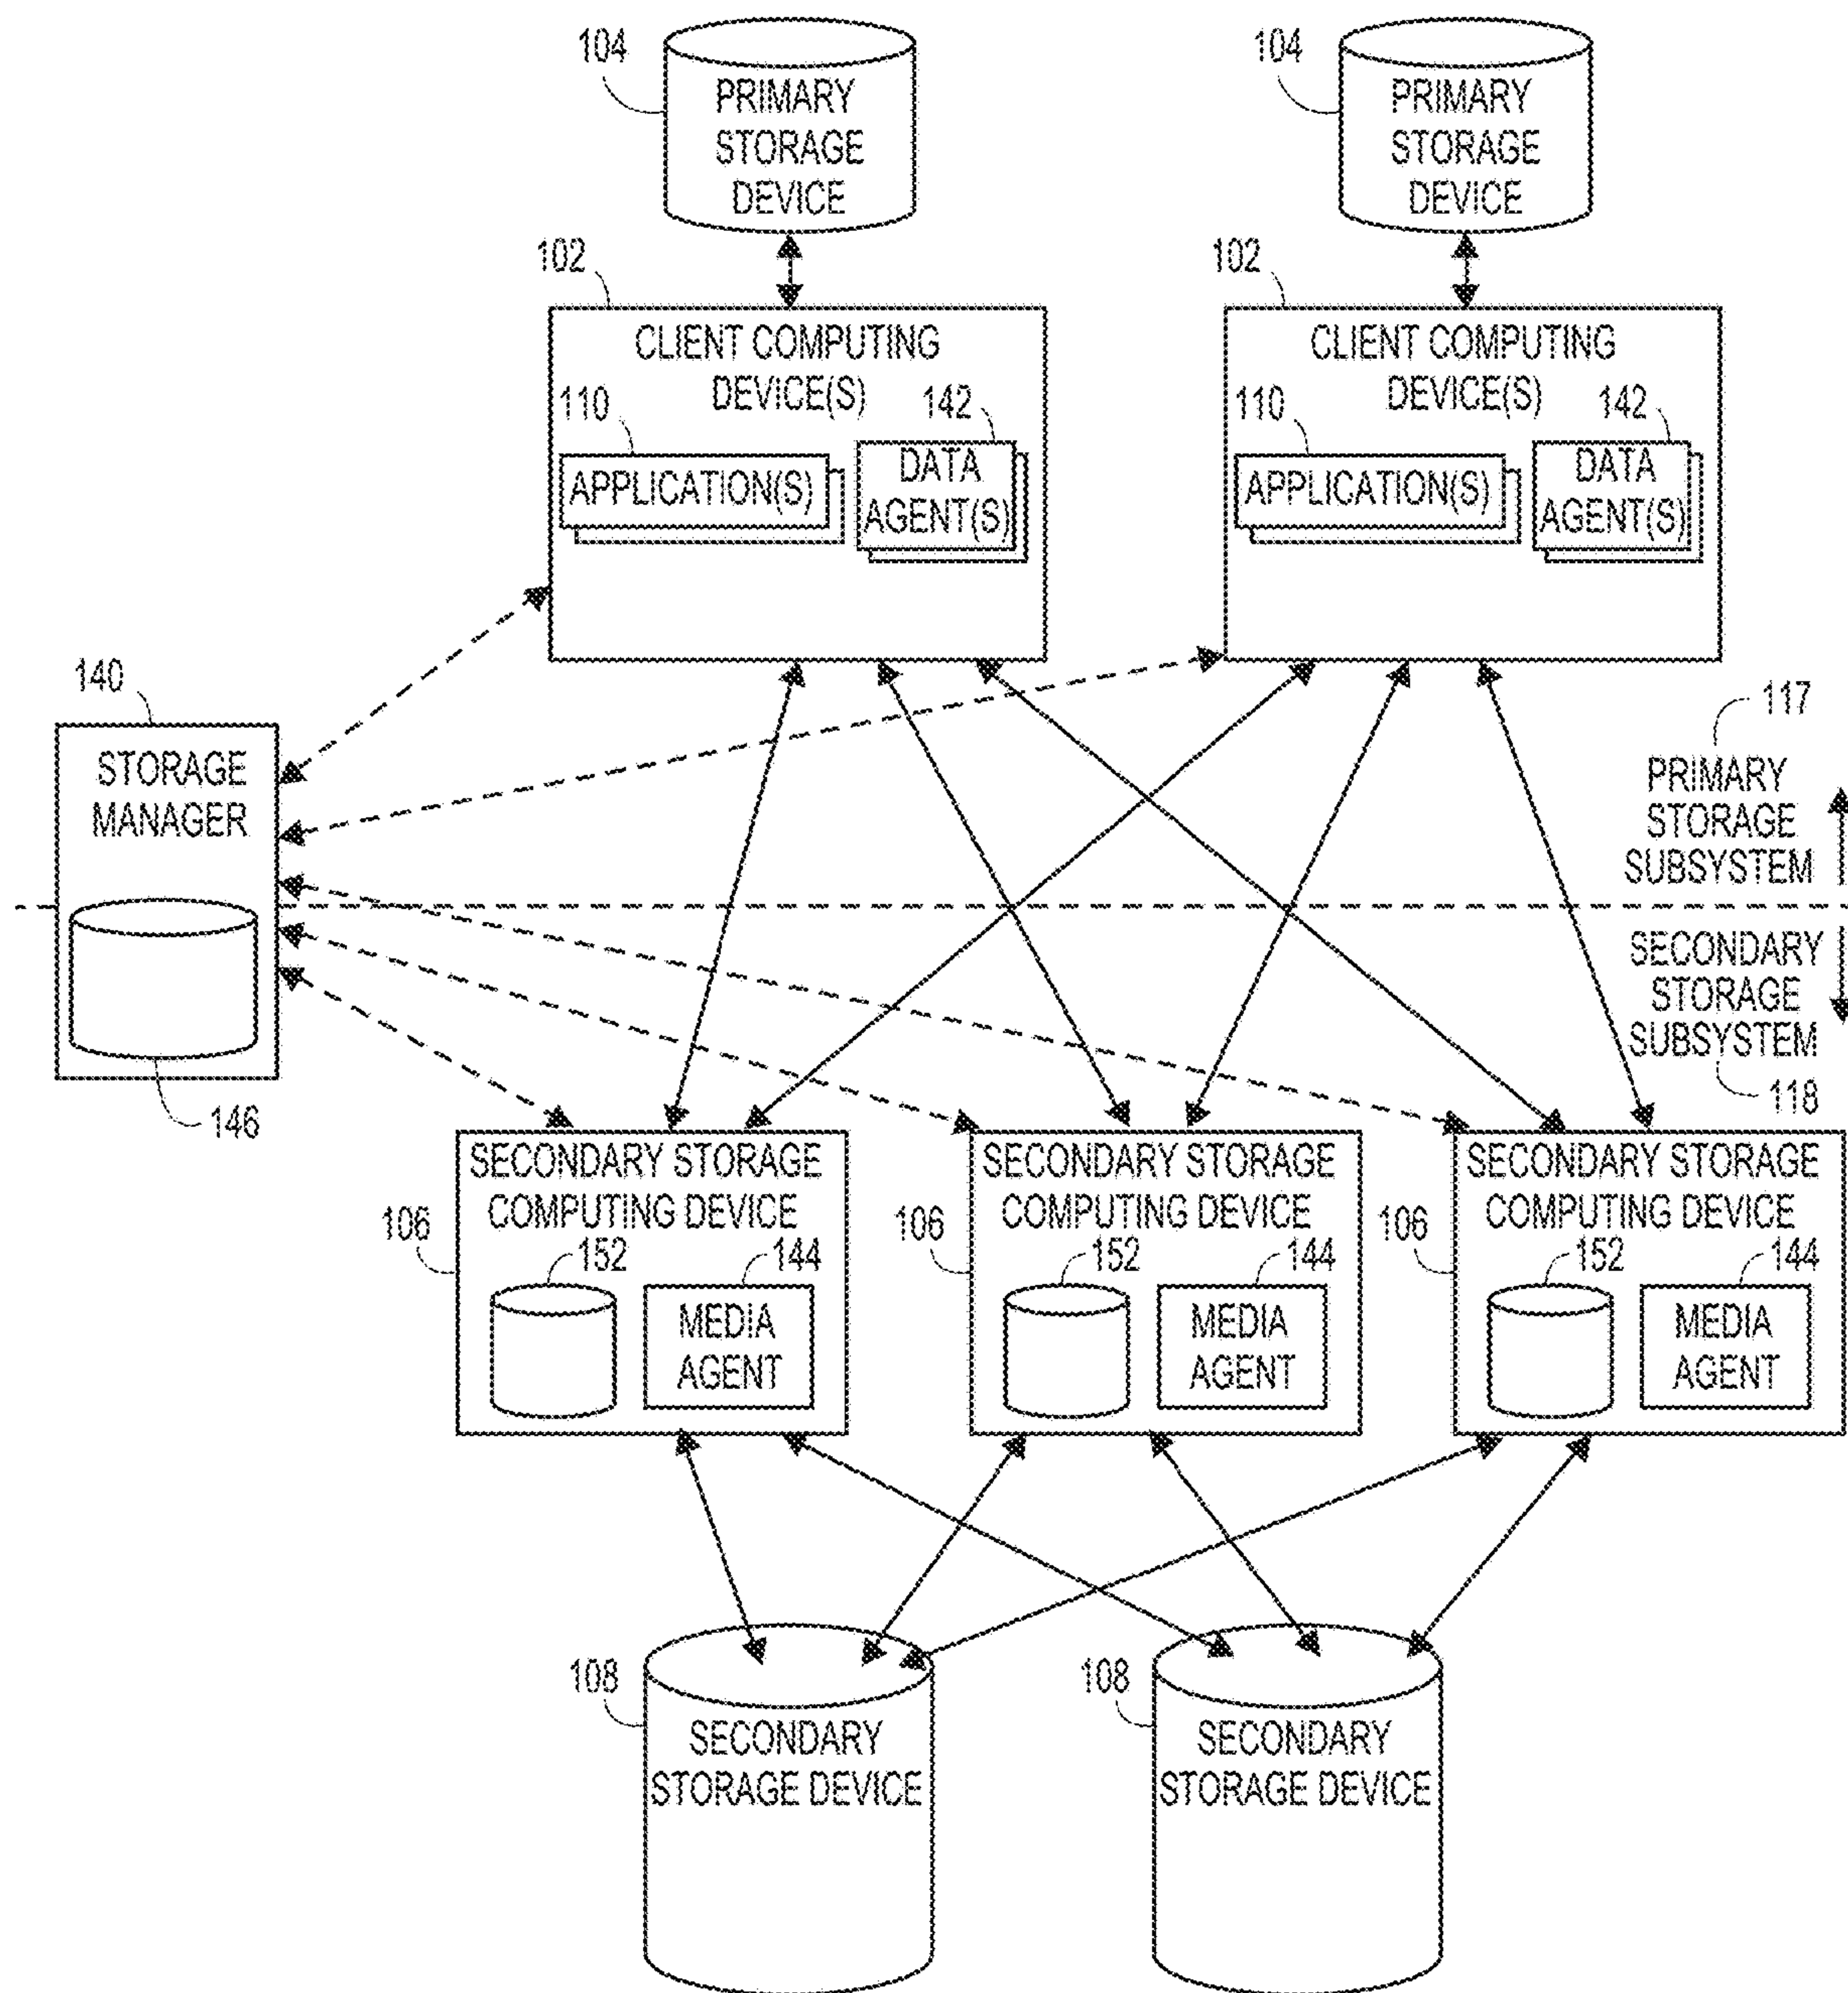 104
PRIMARY
STORAGE
DEVICE
104
PRIMARY
STORAGE
DEVICE
102
CLIENT COMPUTING
DEVICE(S)
110
142
APPLICATION(S)
DATA
AGENT(S)
102
CLIENT COMPUTING
DEVICE(S)
110
142
APPLICATION(S)
DATA
AGENT(S)
140
STORAGE
MANAGER
146
117
PRIMARY
STORAGE
SUBSYSTEM
SECONDARY
STORAGE
SUBSYSTEM
118
SECONDARY STORAGE
COMPUTING DEVICE
106
152
144
MEDIA
AGENT
SECONDARY STORAGE
COMPUTING DEVICE
106
152
144
MEDIA
AGENT
SECONDARY STORAGE
COMPUTING DEVICE
106
152
144
MEDIA
AGENT
108
SECONDARY
STORAGE DEVICE
108
SECONDARY
STORAGE DEVICE